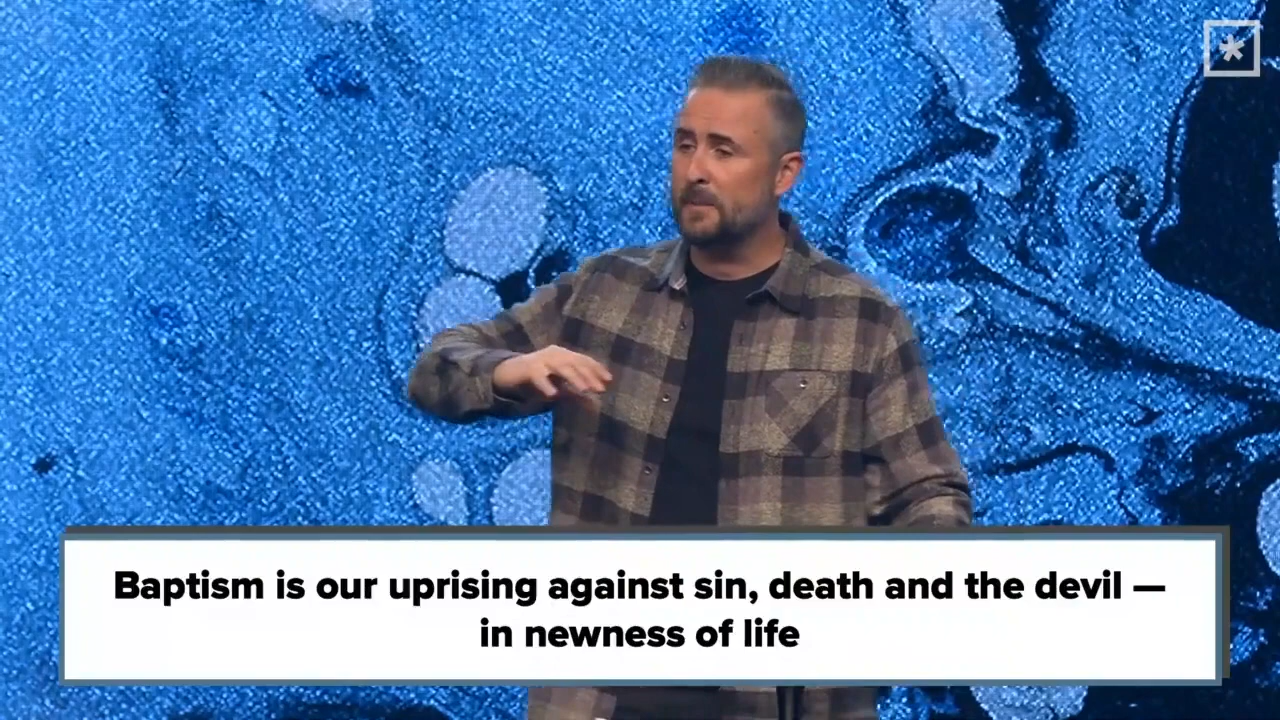 Baptism is our uprising against sin, death and the devil —
in newness of life